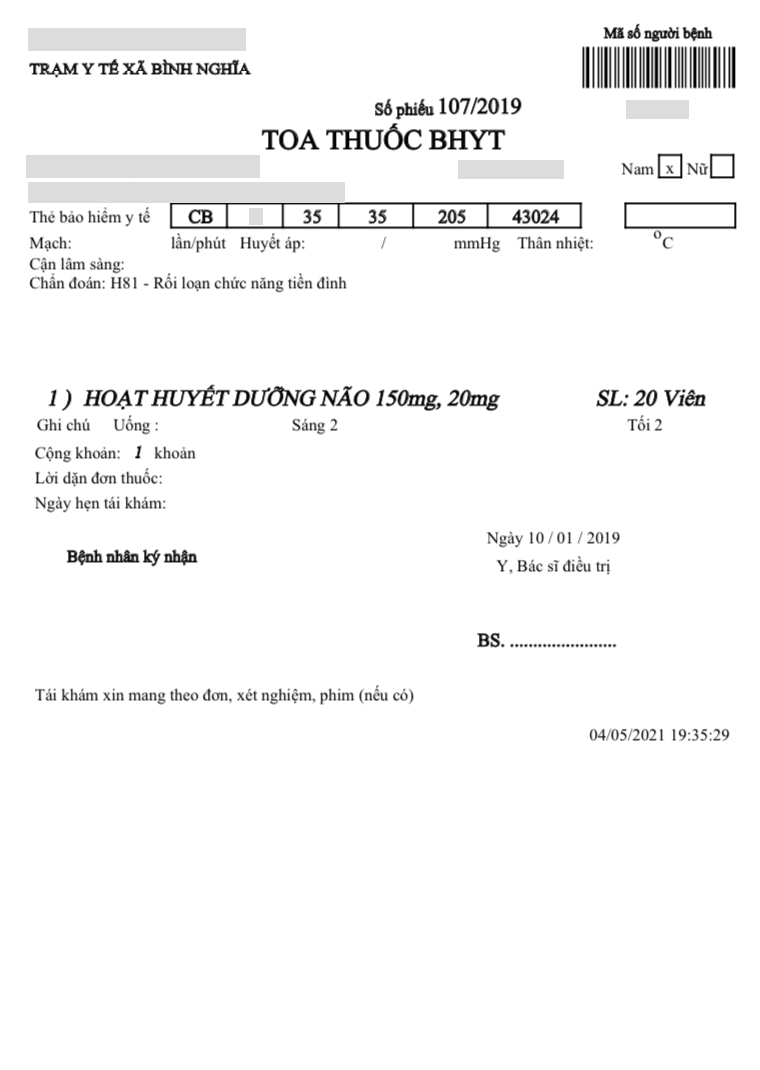 Mã số người bệnh
TRẠM Y TẾ XÃ BÌNH NGHĨA
Số phiếu 107/2019
TOA THUỐC BHYT
Nam x Nữ
Thẻ bảo hiểm y tế CB 35 35 205 43024
Mạch: lần/phút Huyết áp: / mmHg Thân nhiệt: °C
Cận lâm sàng:
Chẩn đoán: H81 - Rối loạn chức năng tiền đình
1 ) HOẠT HUYẾT DƯỠNG NÃO 150mg, 20mg SL: 20 Viên
Ghi chú Uống : Sáng 2 Tối 2
Cộng khoản: 1 khoản
Lời dặn đơn thuốc:
Ngày hẹn tái khám:
Ngày 10 / 01 / 2019
Bệnh nhân ký nhận
Y, Bác sĩ điều trị
BS. .......................
Tái khám xin mang theo đơn, xét nghiệm, phim (nếu có)
04/05/2021 19:35:29